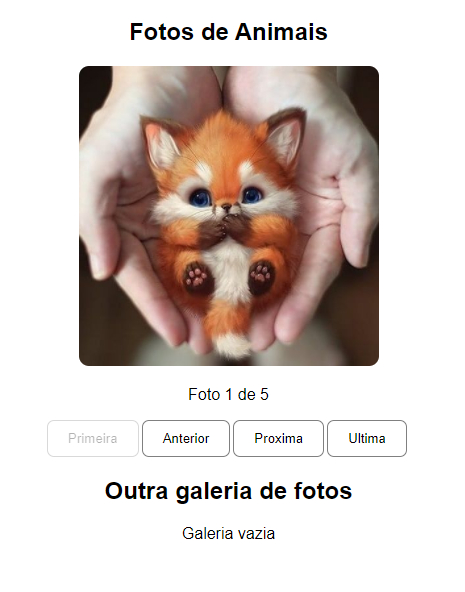 Fotos de Animais
Foto 1 de 5
Primeira Anterior Proxima Ultima
Outra galeria de fotos
Galeria vazia